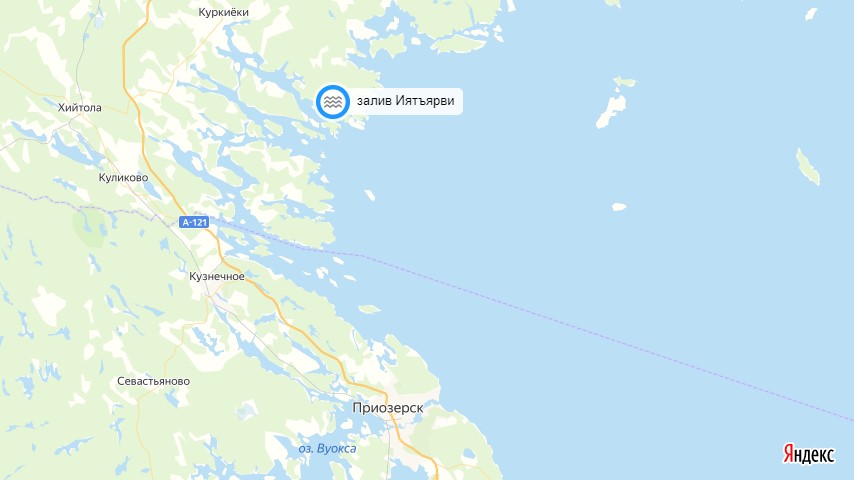 Куркиёки
залив Иятъярви
Хийтола
Куликово
А-121
Кузнечное
Севастьяново
Приозерск
оз. Вуокса
Яндекс